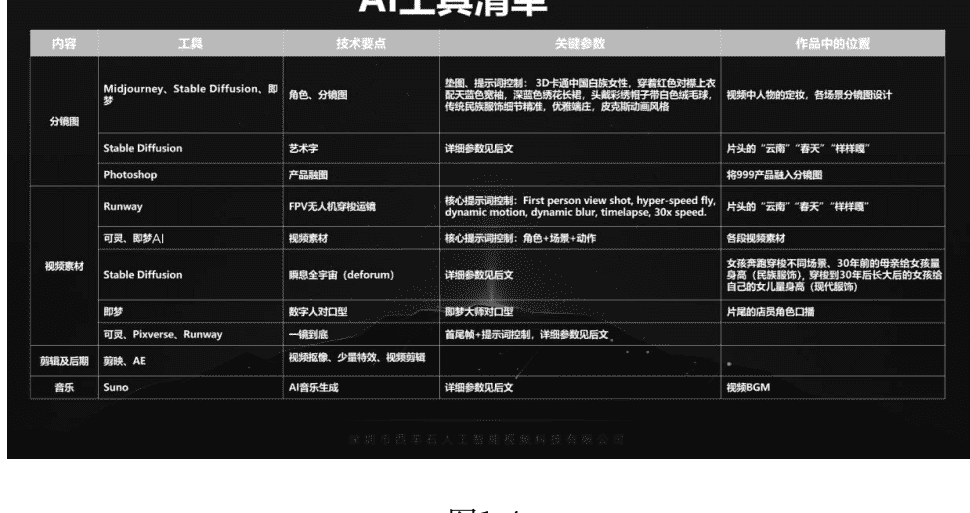 AI工具清单
内容 工具 技术要点 关键参数 作品中的位置
分镜图
Midjourney、Stable Diffusion、即
梦
角色、分镜图
垫图、提示词控制： 3D卡通中国白族女性，穿着红色对襟上衣
配天蓝色宽袖，深蓝色绣花长裙，头戴彩绣帽子带白色绒毛球，
传统民族服饰细节精准，优雅端庄，皮克斯动画风格
视频中人物的定妆，各场景分镜图设计
Stable Diffusion 艺术字 详细参数见后文 片头的“云南”“春天”“样样嘎”
Photoshop 产品融图 将999产品融入分镜图
视频素材
Runway FPV无人机穿梭运镜
核心提示词控制：First person view shot, hyper-speed fly,
dynamic motion, dynamic blur, timelapse, 30x speed.
片头的“云南”“春天”“样样嘎”
可灵、即梦AI 视频素材 核心提示词控制：角色+场景+动作 各段视频素材
Stable Diffusion 瞬息全宇宙（deforum） 详细参数见后文
女孩奔跑穿梭不同场景、30年前的母亲给女孩量
身高（民族服饰），穿梭到30年后长大后的女孩给
自己的女儿量身高（现代服饰）
即梦 数字人对口型 即梦大师对口型 片尾的店员角色口播
可灵、Pixverse、Runway 一镜到底 首尾帧+提示词控制，详细参数见后文
剪辑及后期 剪映、AE 视频抠像、少量特效、视频剪辑
音乐 Suno AI音乐生成 详细参数见后文 视频BGM